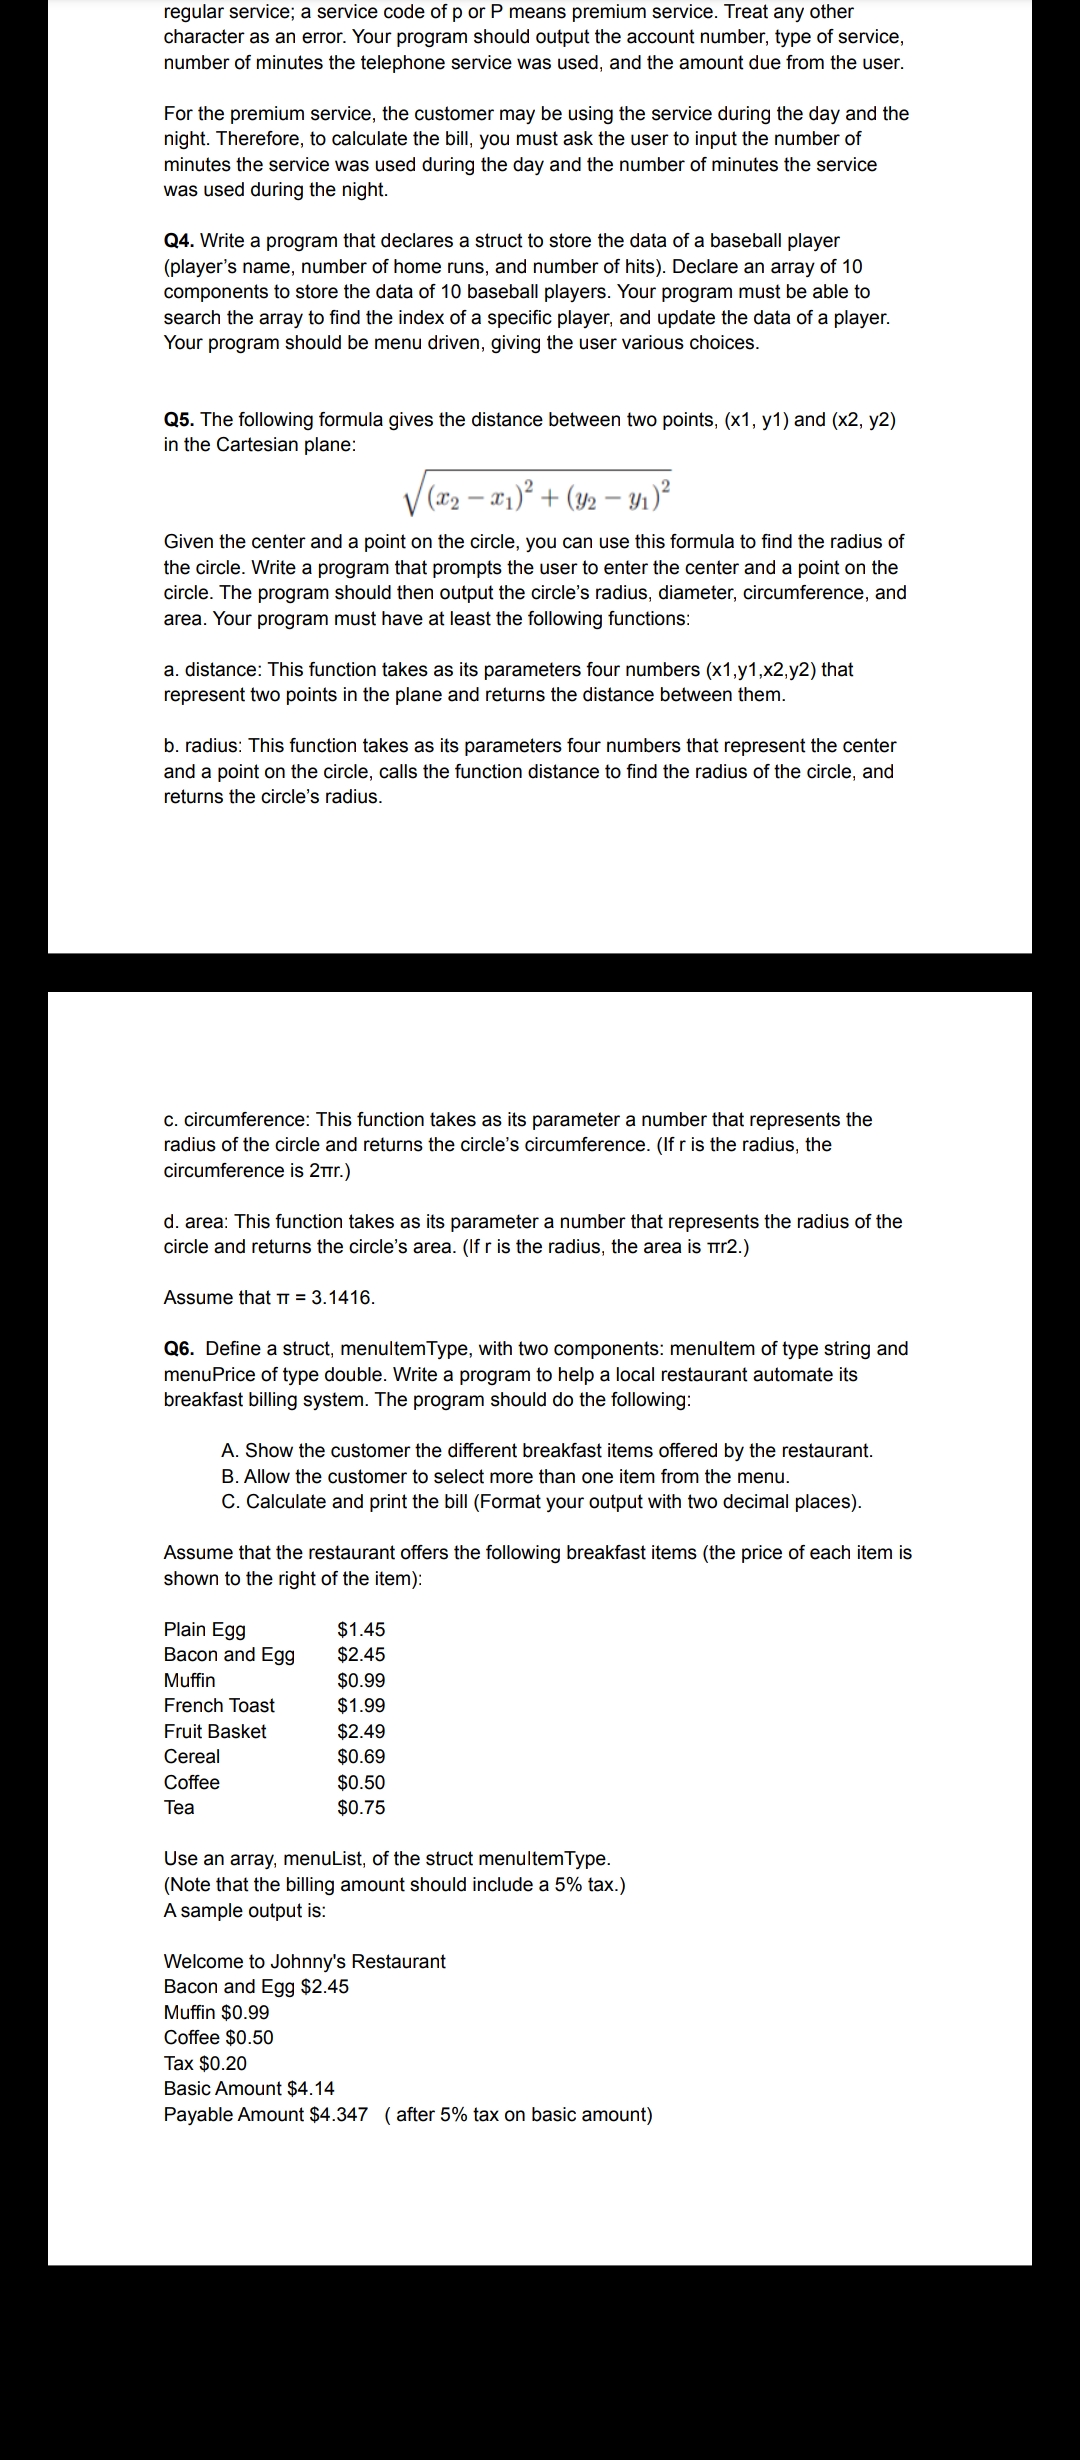 regular service; a service code of p or P means premium service. Treat any other
character as an error. Your program should output the account number, type of service,
number of minutes the telephone service was used, and the amount due from the user.
For the premium service, the customer may be using the service during the day and the
night. Therefore, to calculate the bill, you must ask the user to input the number of
minutes the service was used during the day and the number of minutes the service
was used during the night.
Q4. Write a program that declares a struct to store the data of a baseball player
(player's name, number of home runs, and number of hits). Declare an array of 10
components to store the data of 10 baseball players. Your program must be able to
search the array to find the index of a specific player, and update the data of a player.
Your program should be menu driven, giving the user various choices.
Q5. The following formula gives the distance between two points, (x1, y1) and (x2, y2)
in the Cartesian plane:
√(x₂ − x₁)² + (y₂ − y₁)²
Given the center and a point on the circle, you can use this formula to find the radius of
the circle. Write a program that prompts the user to enter the center and a point on the
circle. The program should then output the circle's radius, diameter, circumference, and
area. Your program must have at least the following functions:
a. distance: This function takes as its parameters four numbers (x1,y1,x2,y2) that
represent two points in the plane and returns the distance between them.
b. radius: This function takes as its parameters four numbers that represent the center
and a point on the circle, calls the function distance to find the radius of the circle, and
returns the circle's radius.
c. circumference: This function takes as its parameter a number that represents the
radius of the circle and returns the circle's circumference. (If r is the radius, the
circumference is 2πr.)
d. area: This function takes as its parameter a number that represents the radius of the
circle and returns the circle's area. (If r is the radius, the area is πr2.)
Assume that π = 3.1416.
Q6. Define a struct, menuItemType, with two components: menuItem of type string and
menuPrice of type double. Write a program to help a local restaurant automate its
breakfast billing system. The program should do the following:
A. Show the customer the different breakfast items offered by the restaurant.
B. Allow the customer to select more than one item from the menu.
C. Calculate and print the bill (Format your output with two decimal places).
Assume that the restaurant offers the following breakfast items (the price of each item is
shown to the right of the item):
Plain Egg $1.45
Bacon and Egg $2.45
Muffin $0.99
French Toast $1.99
Fruit Basket $2.49
Cereal $0.69
Coffee $0.50
Tea $0.75
Use an array, menuList, of the struct menuItemType.
(Note that the billing amount should include a 5% tax.)
A sample output is:
Welcome to Johnny's Restaurant
Bacon and Egg $2.45
Muffin $0.99
Coffee $0.50
Tax $0.20
Basic Amount $4.14
Payable Amount $4.347 ( after 5% tax on basic amount)